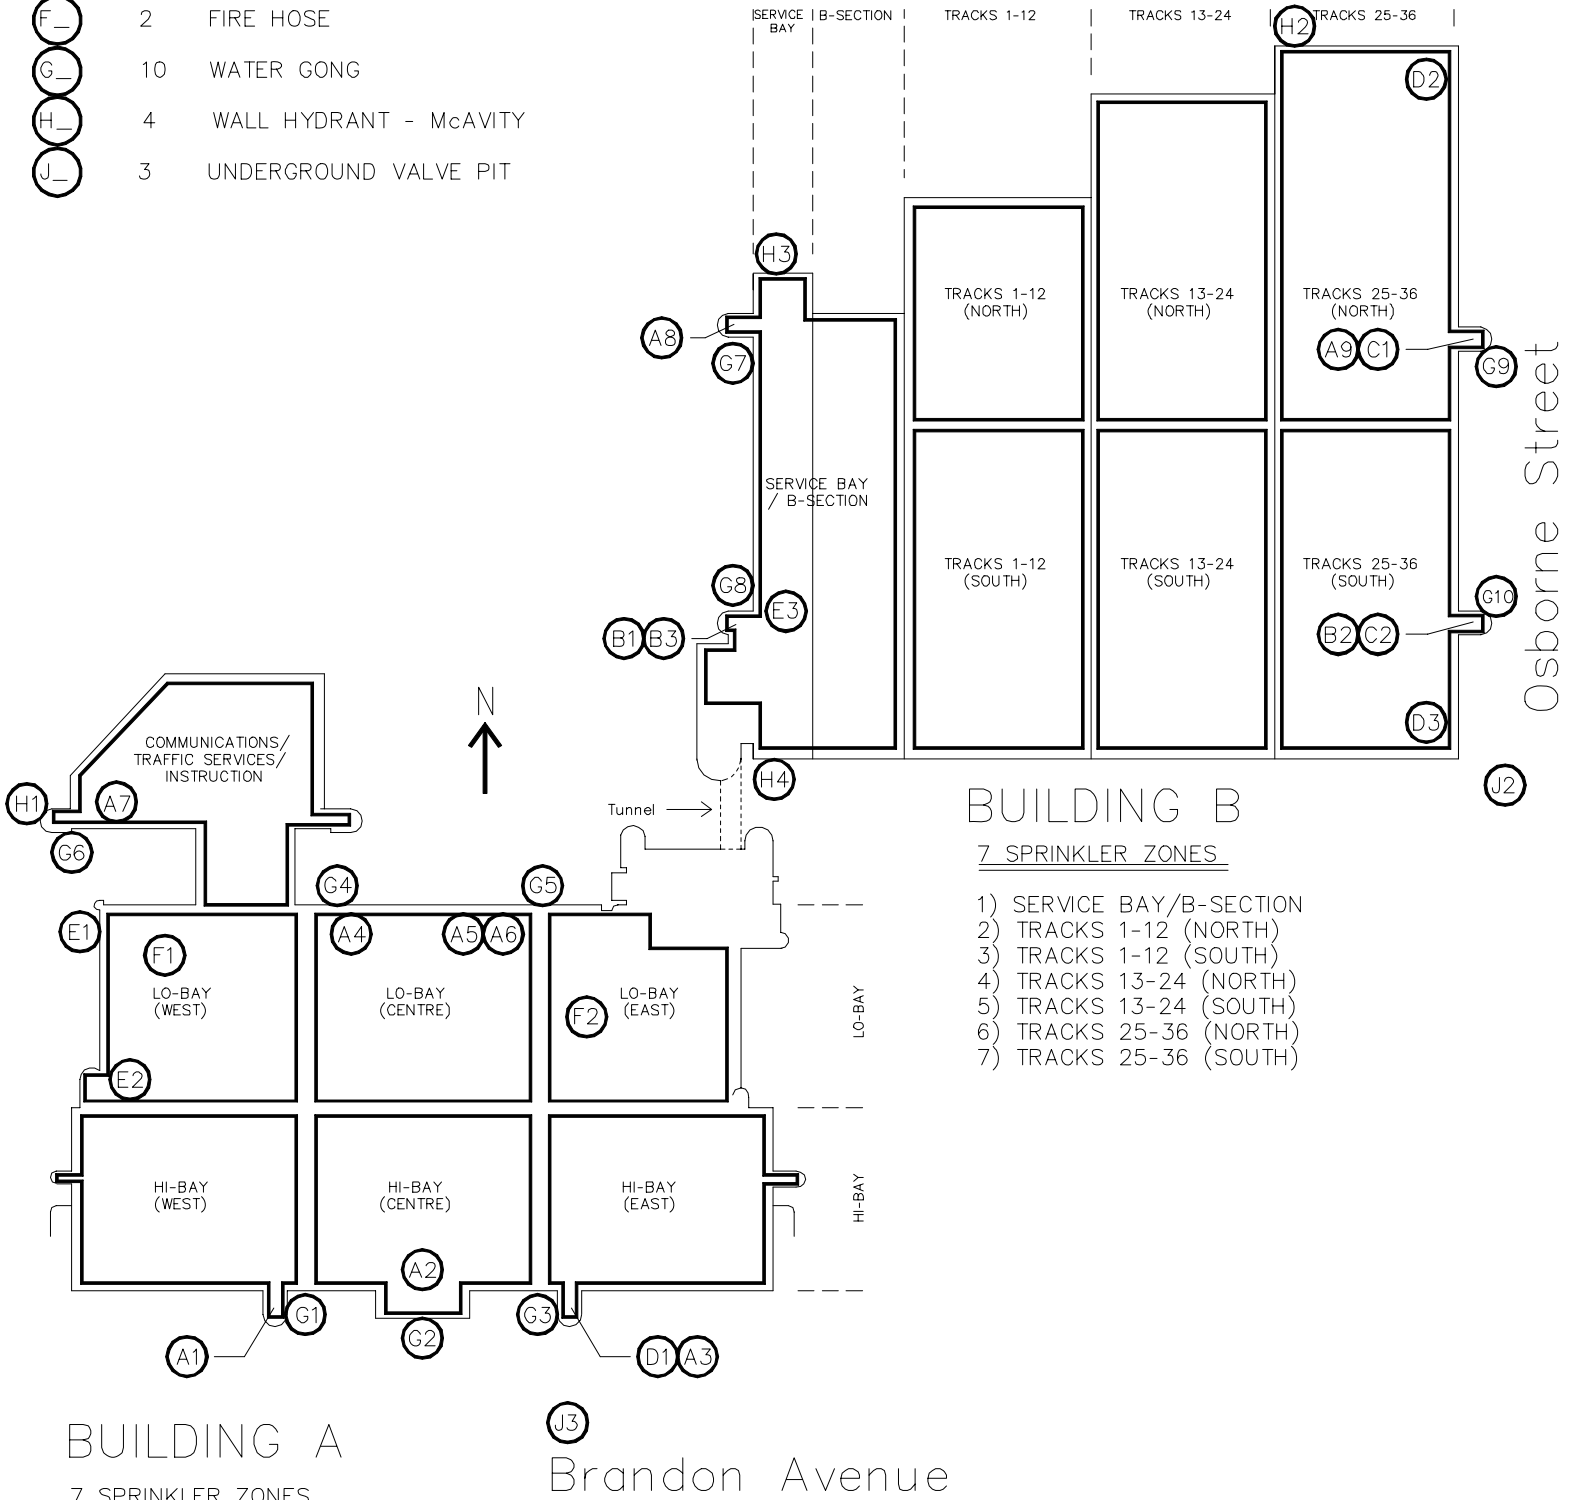 F_ 2 FIRE HOSE
G_ 10 WATER GONG
H_ 4 WALL HYDRANT - McAVITY
J_ 3 UNDERGROUND VALVE PIT
SERVICE
BAY
B-SECTION
TRACKS 1-12
TRACKS 13-24
TRACKS 25-36
H2
D2
H3
A8
G7
TRACKS 1-12
(NORTH)
TRACKS 13-24
(NORTH)
TRACKS 25-36
(NORTH)
A9
C1
G9
Osborne Street
SERVICE BAY
/ B-SECTION
G8
E3
B1
B3
TRACKS 1-12
(SOUTH)
TRACKS 13-24
(SOUTH)
TRACKS 25-36
(SOUTH)
G10
B2
C2
D3
H4
J2
N
COMMUNICATIONS/
TRAFFIC SERVICES/
INSTRUCTION
H1
A7
G6
Tunnel
BUILDING B
7 SPRINKLER ZONES
1) SERVICE BAY/B-SECTION
2) TRACKS 1-12 (NORTH)
3) TRACKS 1-12 (SOUTH)
4) TRACKS 13-24 (NORTH)
5) TRACKS 13-24 (SOUTH)
6) TRACKS 25-36 (NORTH)
7) TRACKS 25-36 (SOUTH)
G4
G5
E1
F1
A4
A5
A6
LO-BAY
(WEST)
LO-BAY
(CENTRE)
LO-BAY
(EAST)
F2
LO-BAY
E2
HI-BAY
(WEST)
HI-BAY
(CENTRE)
HI-BAY
(EAST)
HI-BAY
A2
G1
G2
G3
A1
D1
A3
J3
BUILDING A
Brandon Avenue
7 SPRINKLER ZONES